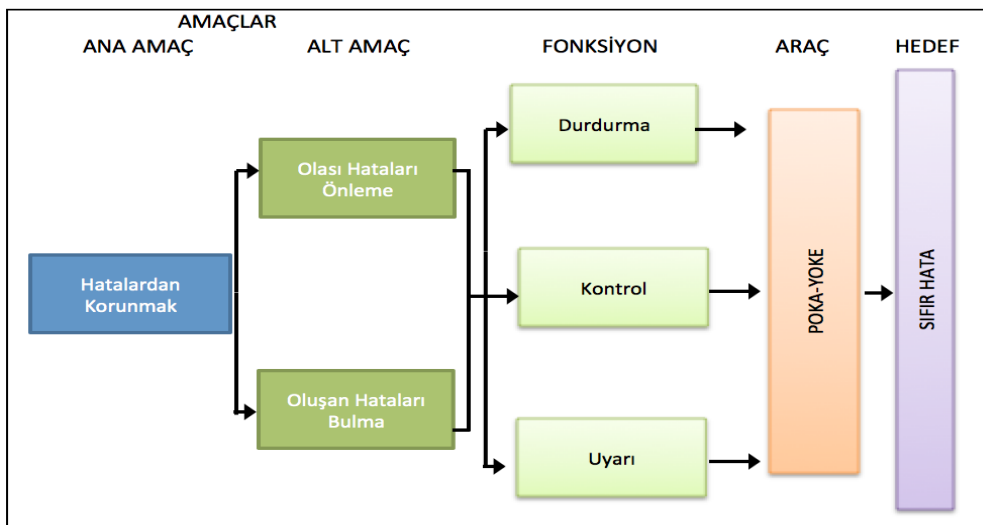 AMAÇLAR
ANA AMAÇ
ALT AMAÇ
FONKSİYON
ARAÇ
HEDEF
Hatalardan
Korunmak
Olası Hataları
Önleme
Oluşan Hataları
Bulma
Durdurma
Kontrol
Uyarı
POKA-YOKE
SIFIR HATA